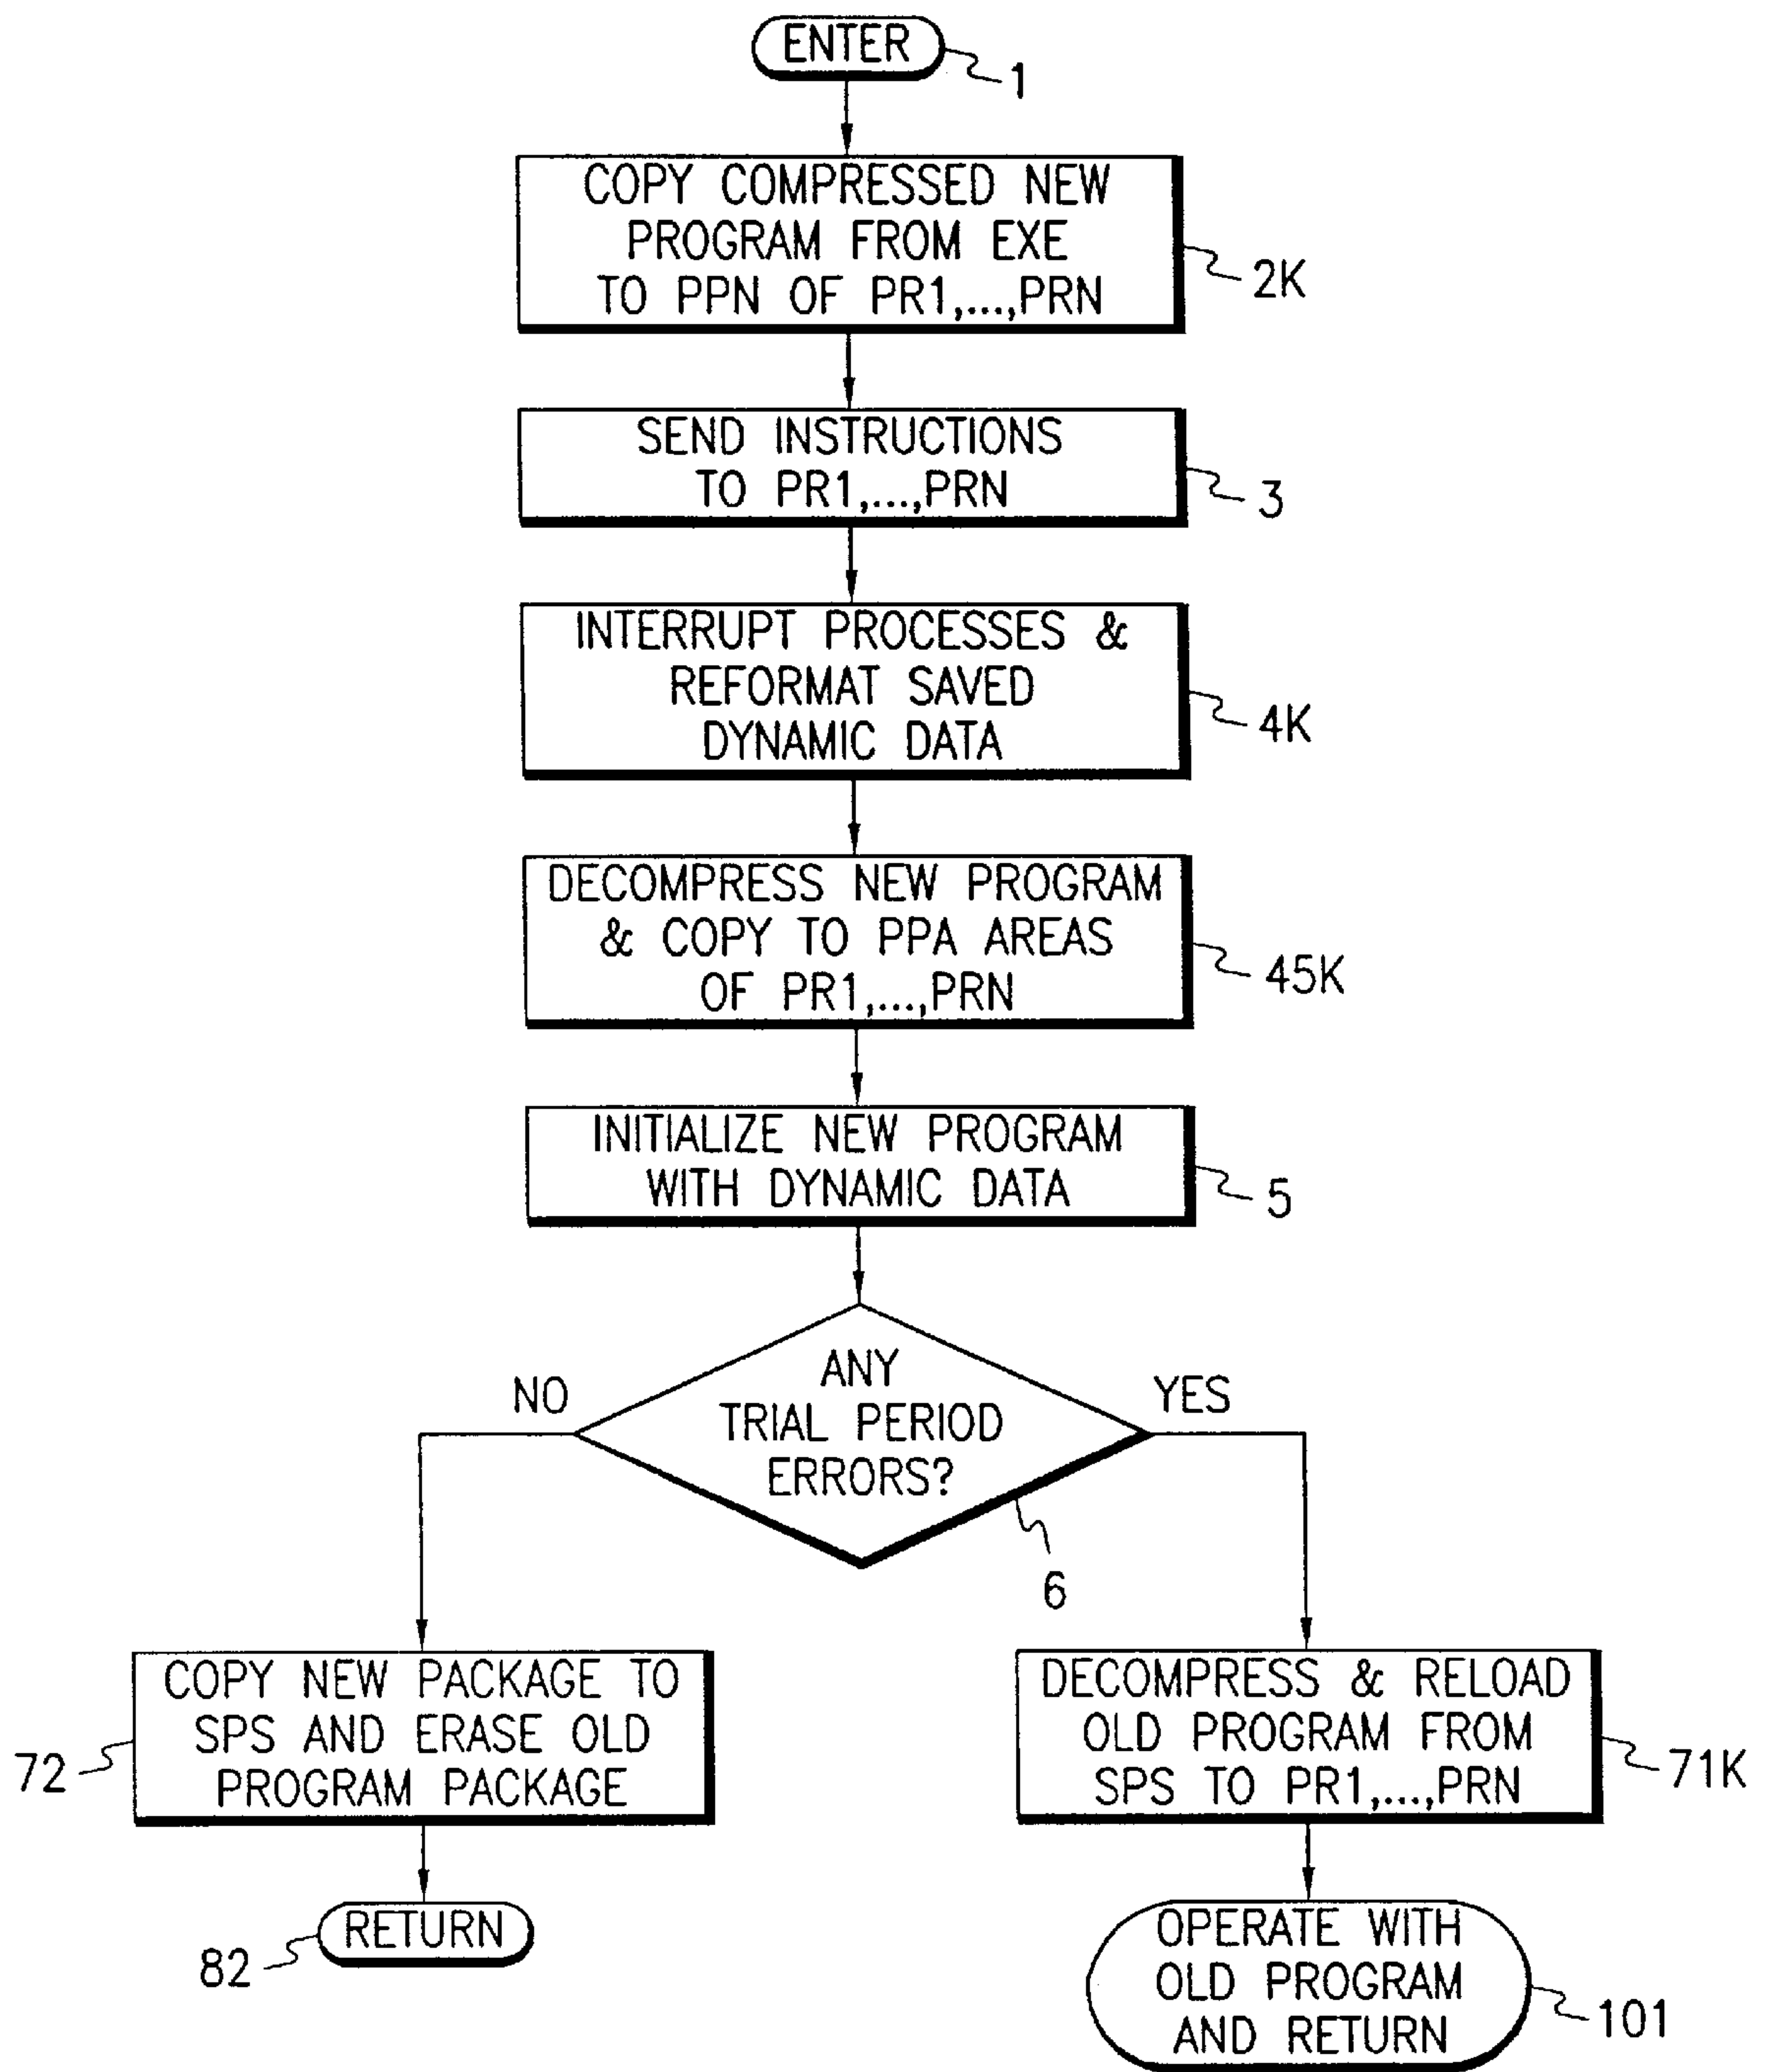 ENTER
1
COPY COMPRESSED NEW
PROGRAM FROM EXE
TO PPN OF PR1,...,PRN
2K
SEND INSTRUCTIONS
TO PR1,...,PRN
3
INTERRUPT PROCESSES &
REFORMAT SAVED
DYNAMIC DATA
4K
DECOMPRESS NEW PROGRAM
& COPY TO PPA AREAS
OF PR1,...,PRN
45K
INITIALIZE NEW PROGRAM
WITH DYNAMIC DATA
5
ANY
TRIAL PERIOD
ERRORS?
NO
YES
6
COPY NEW PACKAGE TO
SPS AND ERASE OLD
PROGRAM PACKAGE
72
DECOMPRESS & RELOAD
OLD PROGRAM FROM
SPS TO PR1,...,PRN
71K
RETURN
82
OPERATE WITH
OLD PROGRAM
AND RETURN
101